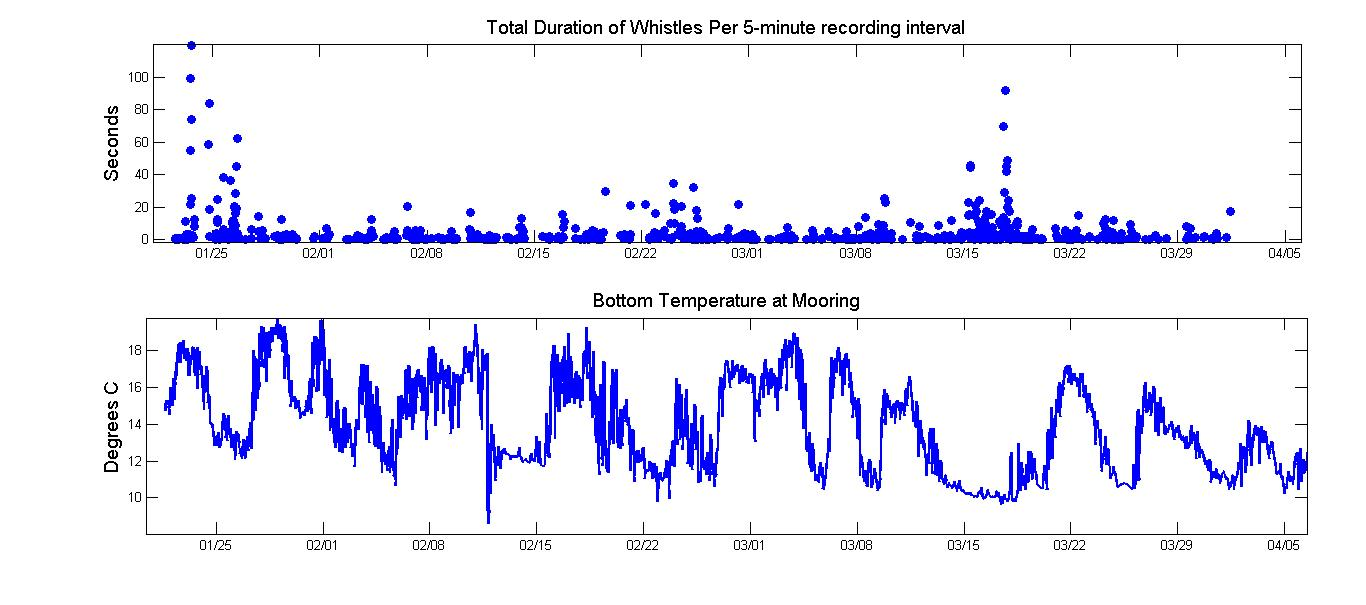 Total Duration of Whistles Per 5-minute recording interval
100
80
60
40
20
0
Seconds
01/25 02/01 02/08 02/15 02/22 03/01 03/08 03/15 03/22 03/29 04/05
Bottom Temperature at Mooring
18
16
14
12
10
Degrees C
01/25 02/01 02/08 02/15 02/22 03/01 03/08 03/15 03/22 03/29 04/05